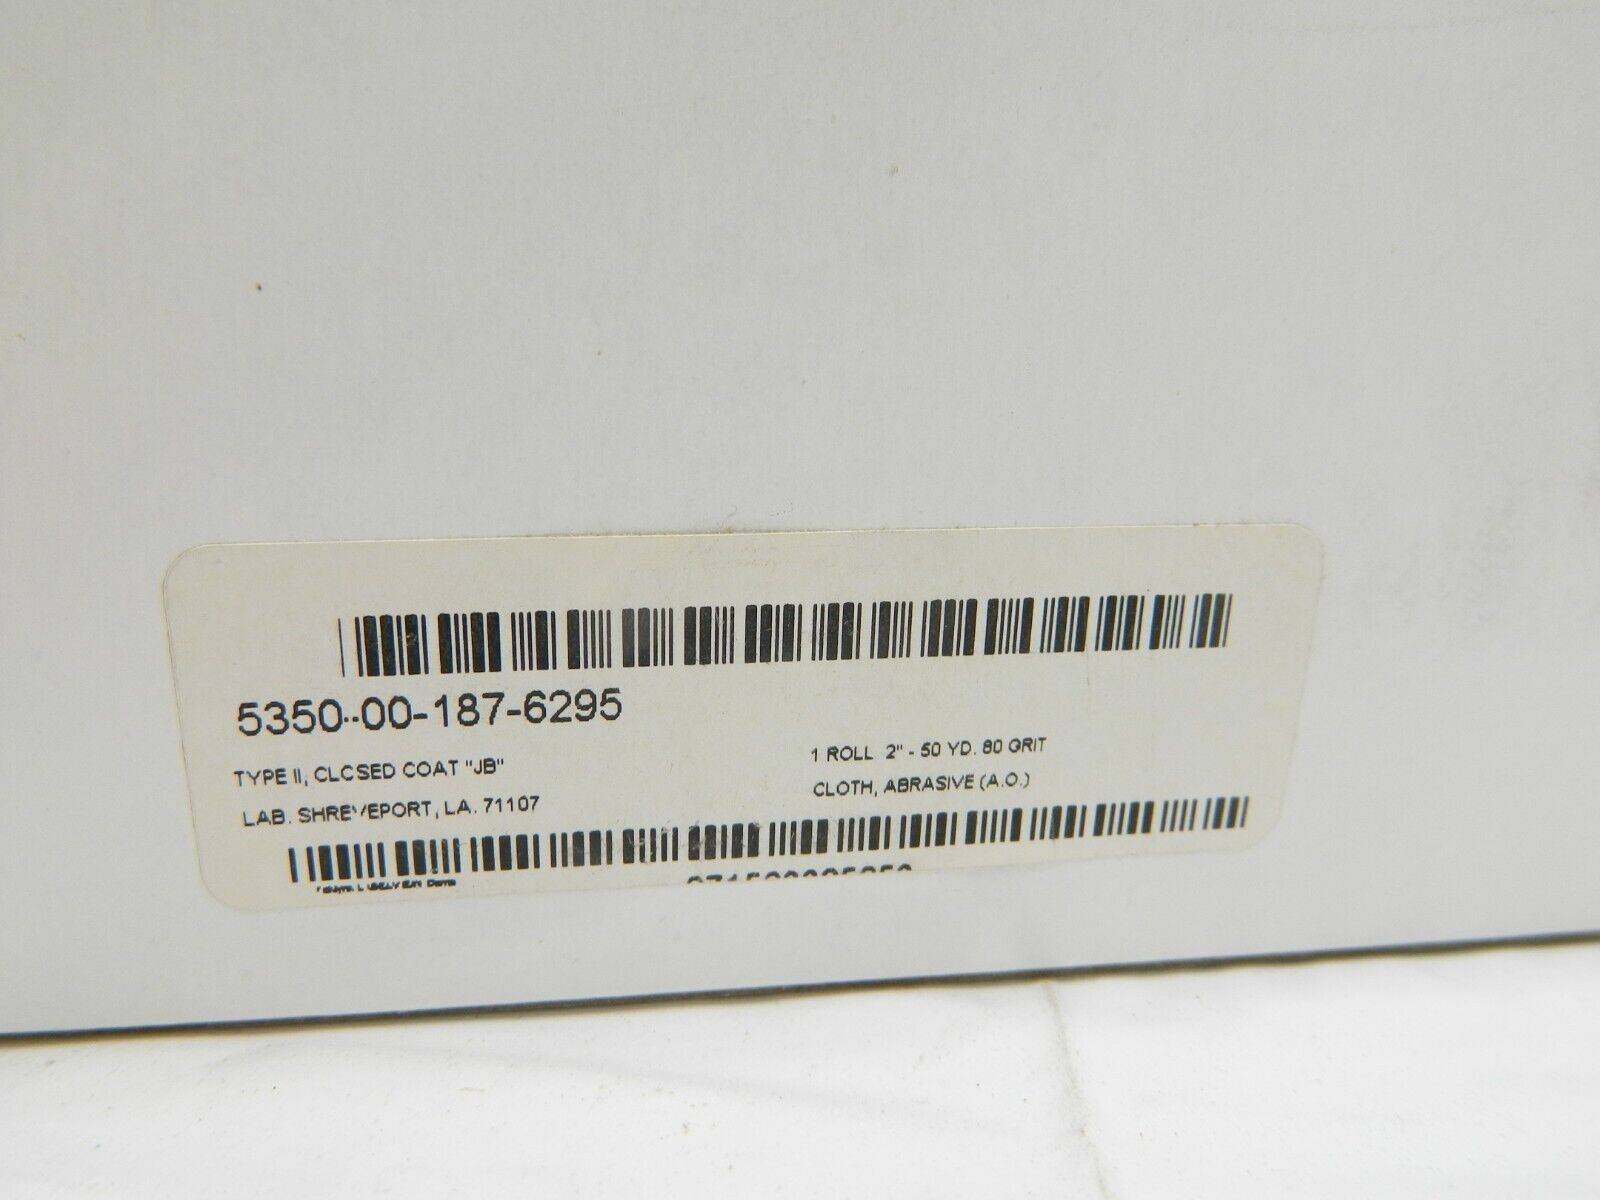 5350-00-187-6295
TYPE II, CLOSED COAT "JB"
1 ROLL 2" - 50 YD. 80 GRIT
LAB. SHREVEPORT, LA. 71107
CLOTH, ABRASIVE (A.O.)